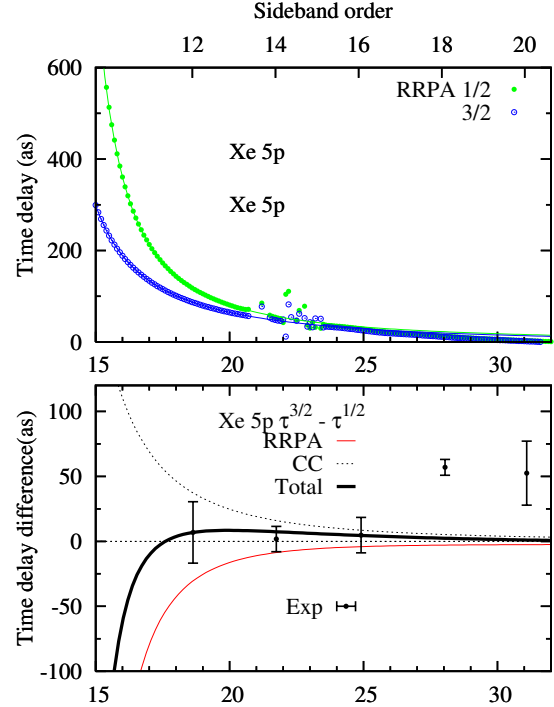 Sideband order
12 14 16 18 20
600
400
200
0
Time delay (as)
RRPA 1/2
3/2
Xe 5p
Xe 5p
15 20 25 30
100
50
0
-50
-100
Time delay difference(as)
Xe 5p τ^3/2 - τ^1/2
RRPA
CC
Total
Exp
15 20 25 30